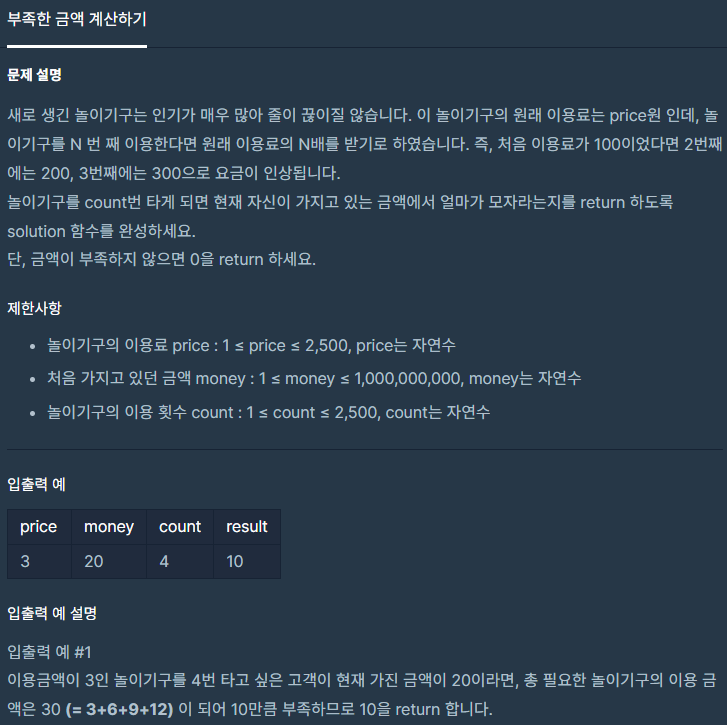 부족한 금액 계산하기
문제 설명
새로 생긴 놀이기구는 인기가 매우 많아 줄이 끊이질 않습니다. 이 놀이기구의 원래 이용료는 price원 인데, 놀
이기구를 N 번 째 이용한다면 원래 이용료의 N배를 받기로 하였습니다. 즉, 처음 이용료가 100이었다면 2번째
에는 200, 3번째에는 300으로 요금이 인상됩니다.
놀이기구를 count번 타게 되면 현재 자신이 가지고 있는 금액에서 얼마가 모자라는지를 return 하도록
solution 함수를 완성하세요.
단, 금액이 부족하지 않으면 0을 return 하세요.
제한사항
• 놀이기구의 이용료 price : 1 ≤ price ≤ 2,500, price는 자연수
• 처음 가지고 있던 금액 money : 1 ≤ money ≤ 1,000,000,000, money는 자연수
• 놀이기구의 이용 횟수 count : 1 ≤ count ≤ 2,500, count는 자연수
입출력 예
price money count result
3 20 4 10
입출력 예 설명
입출력 예 #1
이용금액이 3인 놀이기구를 4번 타고 싶은 고객이 현재 가진 금액이 20이라면, 총 필요한 놀이기구의 이용 금
액은 30 (= 3+6+9+12) 이 되어 10만큼 부족하므로 10을 return 합니다.